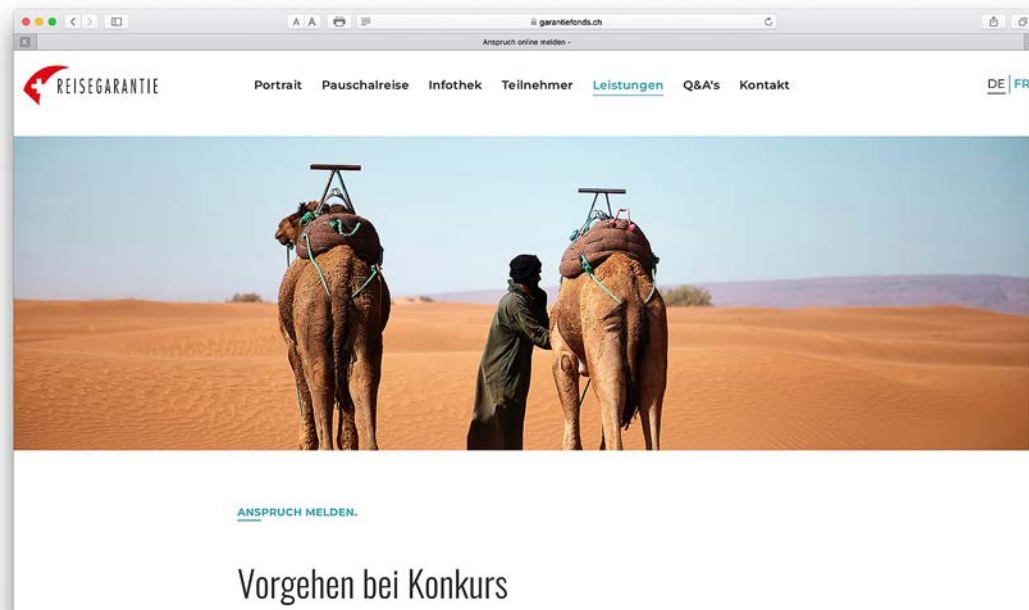 A A
garantiefonds.ch
K
Anspruch online melden -
REISEGARANTIE
Portrait Pauschalreise Infothek Teilnehmer Leistungen Q&A's Kontakt
DE FR
ANSPRUCH MELDEN.
Vorgehen bei Konkurs